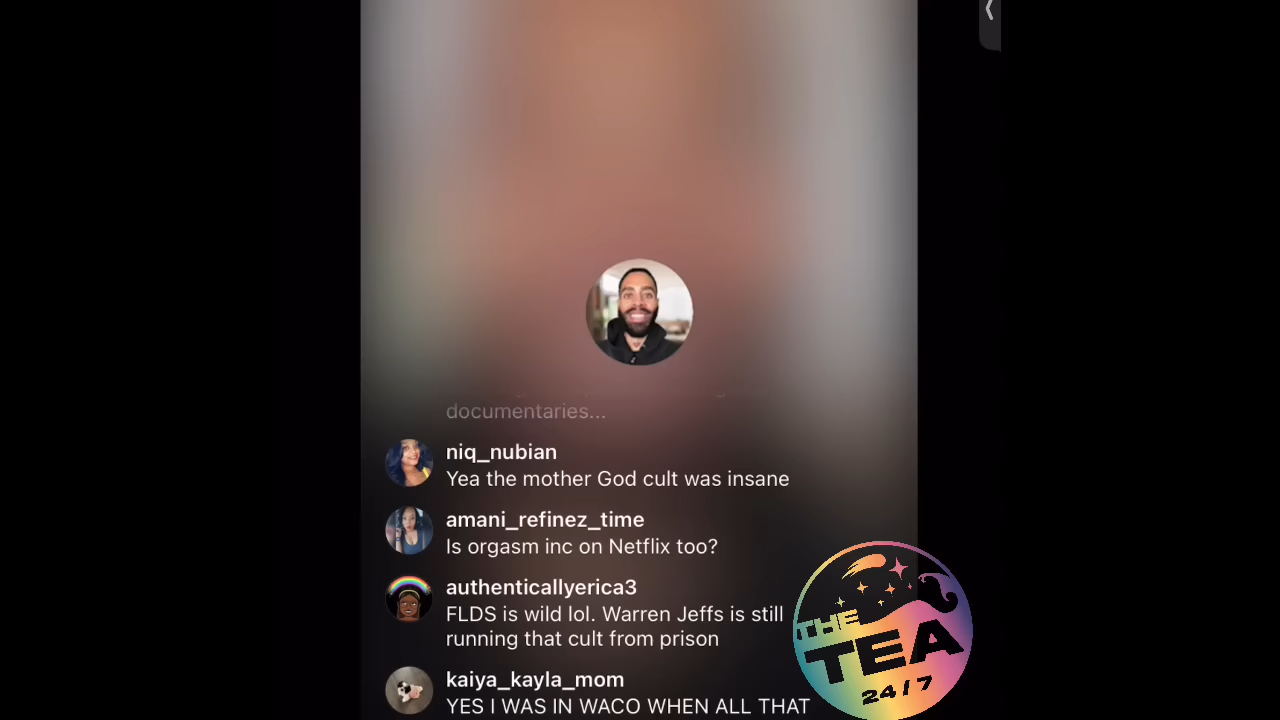 documentaries...
niq_nubian
Yea the mother God cult was insane
amani_refinez_time
Is orgasm inc on Netflix too?
authenticallyerica3
FLDS is wild lol. Warren Jeffs is still
running that cult from prison
kaiya_kayla_mom
YES I WAS IN WACO WHEN ALL THAT
THE
TEA
24/7